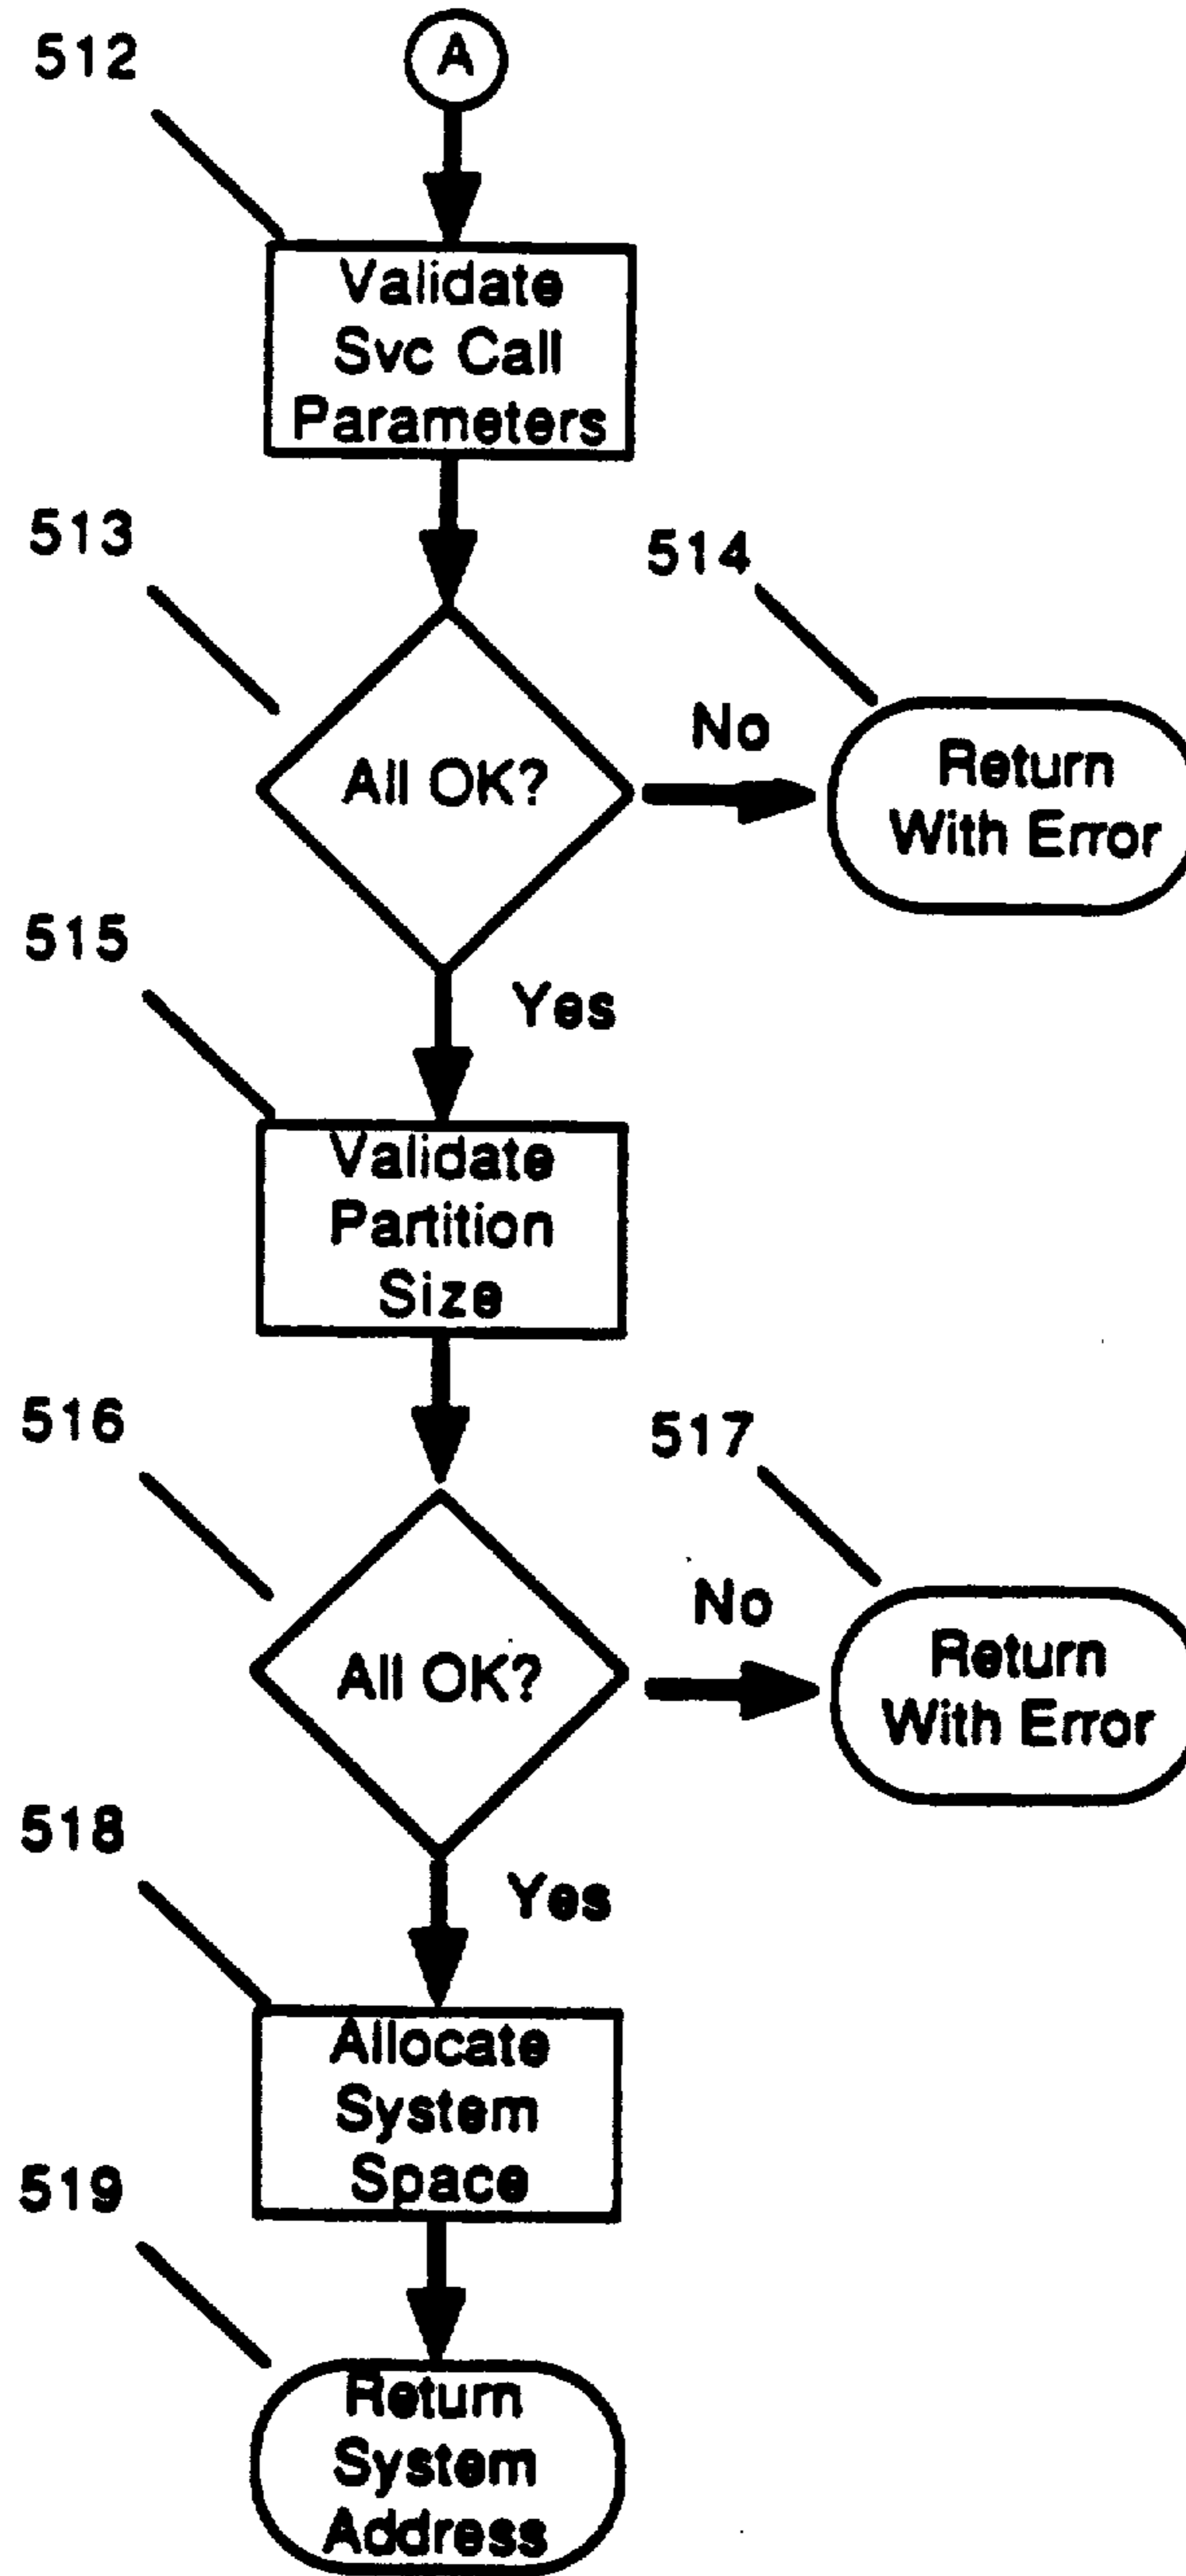 512
A
Validate
Svc Call
Parameters
513
514
All OK?
No
Return
With Error
515
Yes
Validate
Partition
Size
516
517
All OK?
No
Return
With Error
518
Yes
Allocate
System
Space
519
Return
System
Address